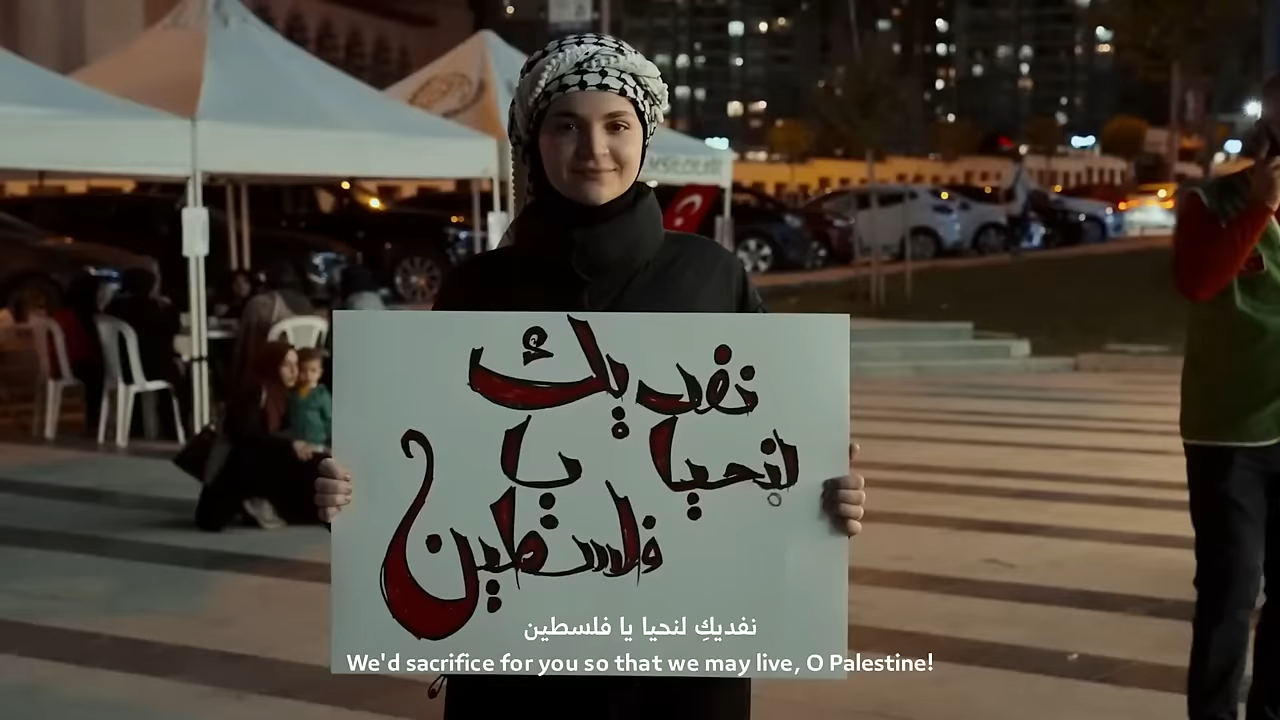 نفديك
لنحيا يا
فلسطين
نفديكِ لنحيا يا فلسطين
We'd sacrifice for you so that we may live, O Palestine!